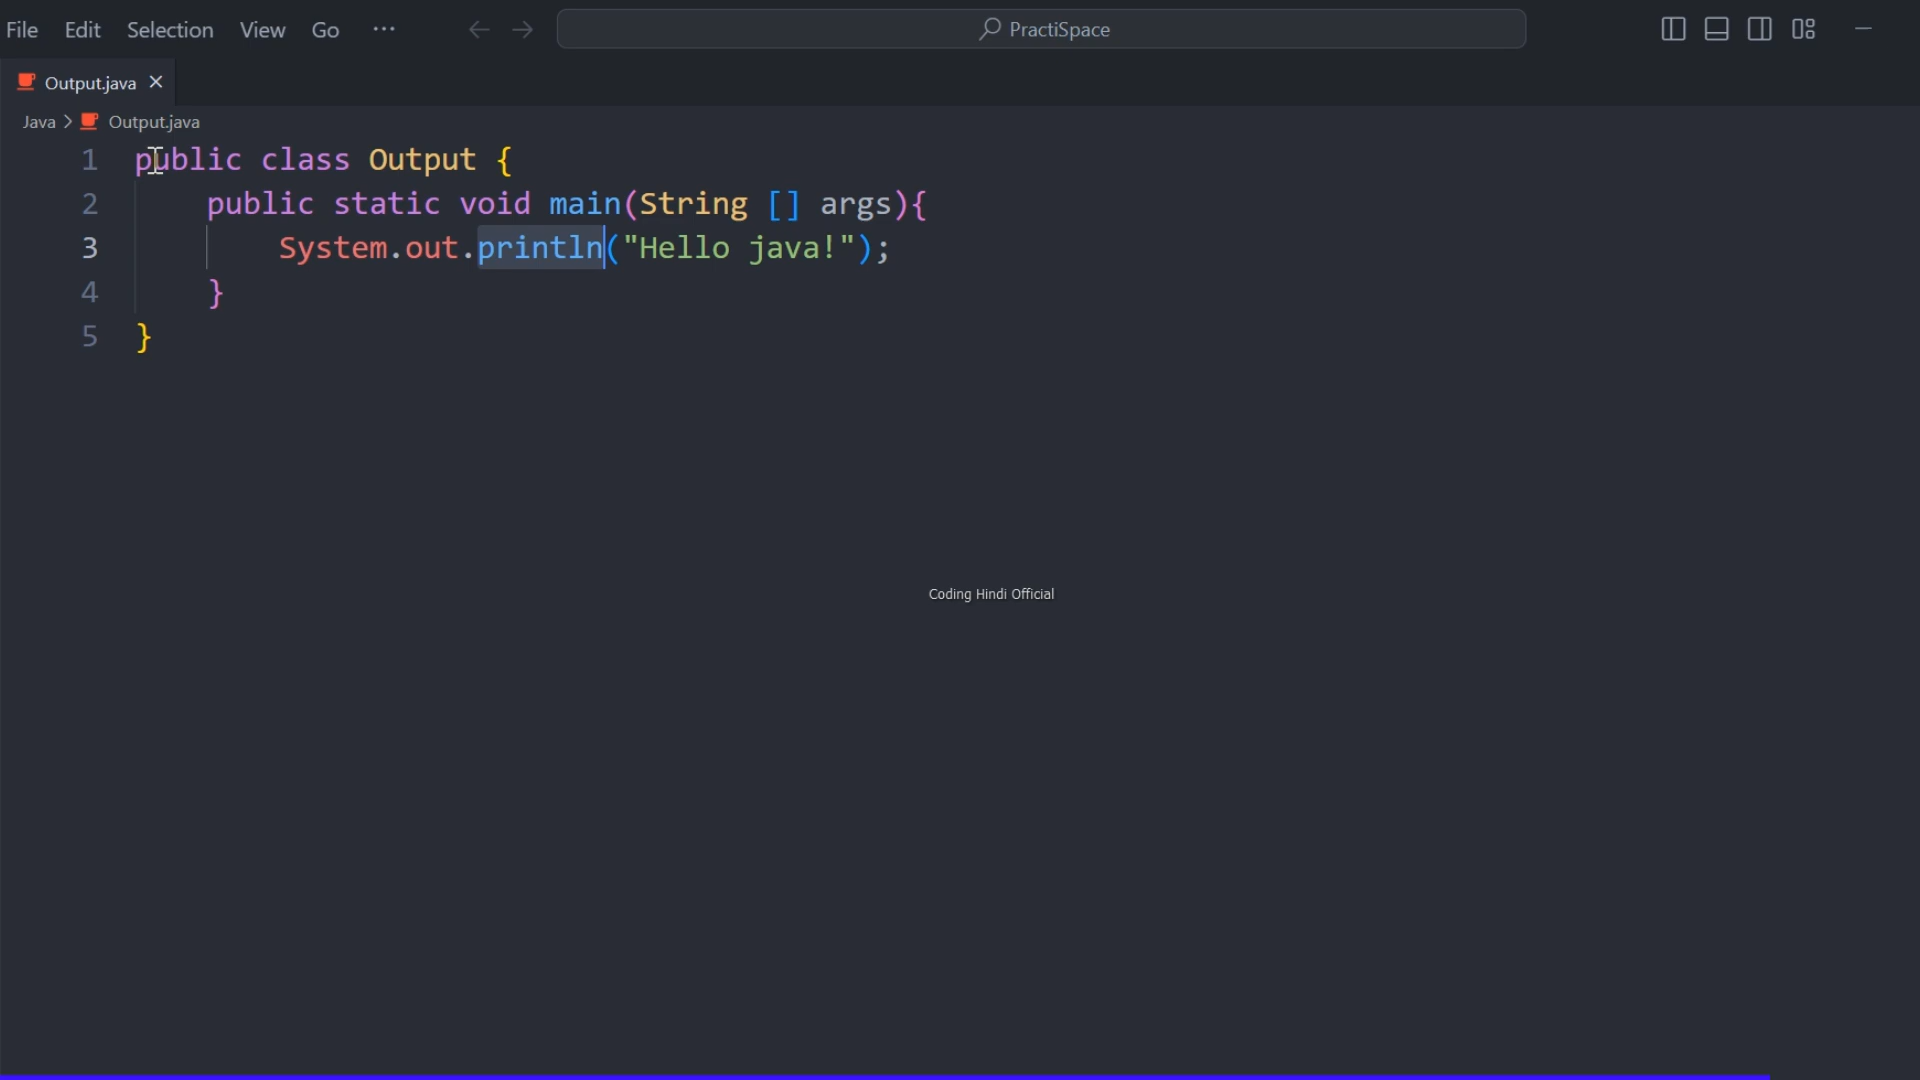 File Edit Selection View Go ··· PractiSpace
Output.java
Java > Output.java
1 public class Output {
2 public static void main(String [] args){
3 System.out.println("Hello java!");
4 }
5 }
Coding Hindi Official